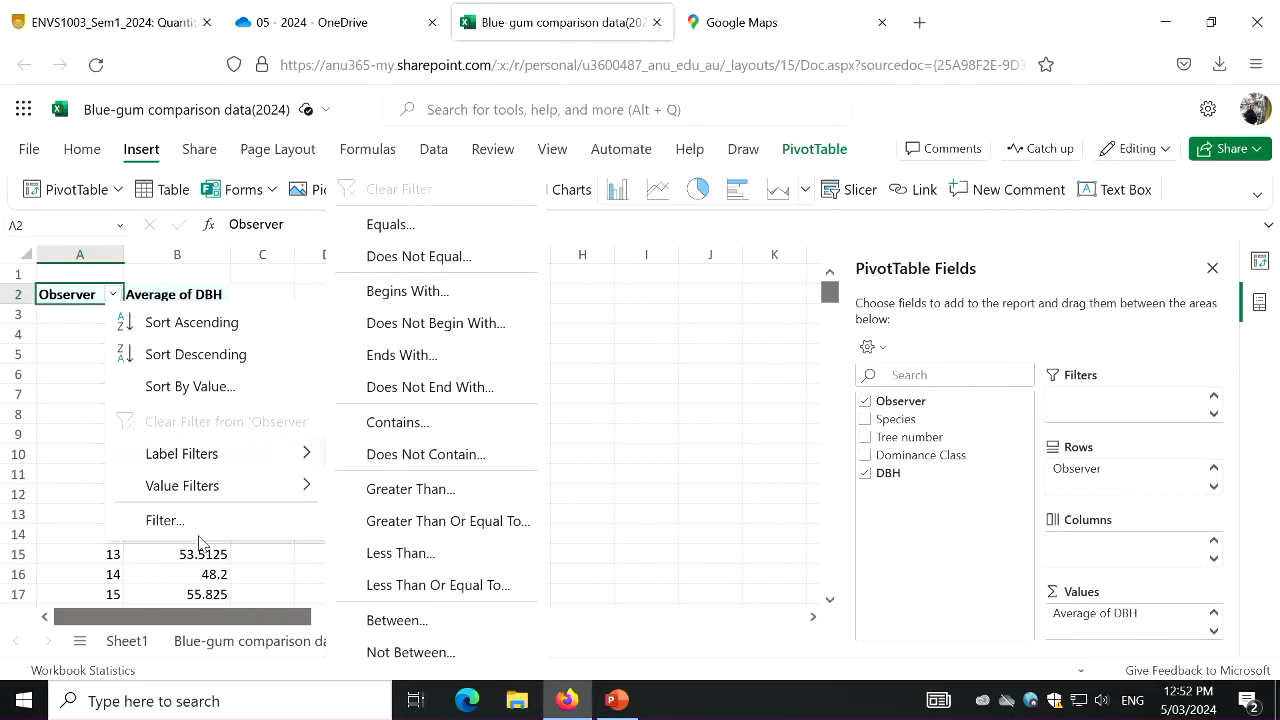 ENVS1003_Sem1_2024: Quantit
05 - 2024 - OneDrive
Blue-gum comparison data(202
Google Maps
https://anu365-my.sharepoint.com/:x:/r/personal/u3600487_anu_edu_au/_layouts/15/Doc.aspx?sourcedoc={25A98F2E-9D3
Blue-gum comparison data(2024)
Search for tools, help, and more (Alt + Q)
File Home Insert Share Page Layout Formulas Data Review View Automate Help Draw PivotTable
Comments Catch up Editing Share
PivotTable Table Forms Pic Clear Filter Charts Slicer Link New Comment Text Box
A2 fx Observer
Equals...
Does Not Equal...
Begins With...
Does Not Begin With...
Ends With...
Does Not End With...
Contains...
Does Not Contain...
Greater Than...
Greater Than Or Equal To...
Less Than...
Less Than Or Equal To...
Between...
Not Between...
A B C D H I J K
1
2 Observer Average of DBH
3
4
5
6
7
8
9
10
11
12
13
14
15 13 53.5125
16 14 48.2
17 15 55.825
Sort Ascending
Sort Descending
Sort By Value...
Clear Filter from 'Observer'
Label Filters
Value Filters
Filter...
PivotTable Fields
Choose fields to add to the report and drag them between the areas
below:
Search
Observer
Species
Tree number
Dominance Class
DBH
Filters
Rows
Observer
Columns
Values
Average of DBH
Sheet1 Blue-gum comparison da
Workbook Statistics
Give Feedback to Microsoft
Type here to search
ENG
12:52 PM
5/03/2024
2